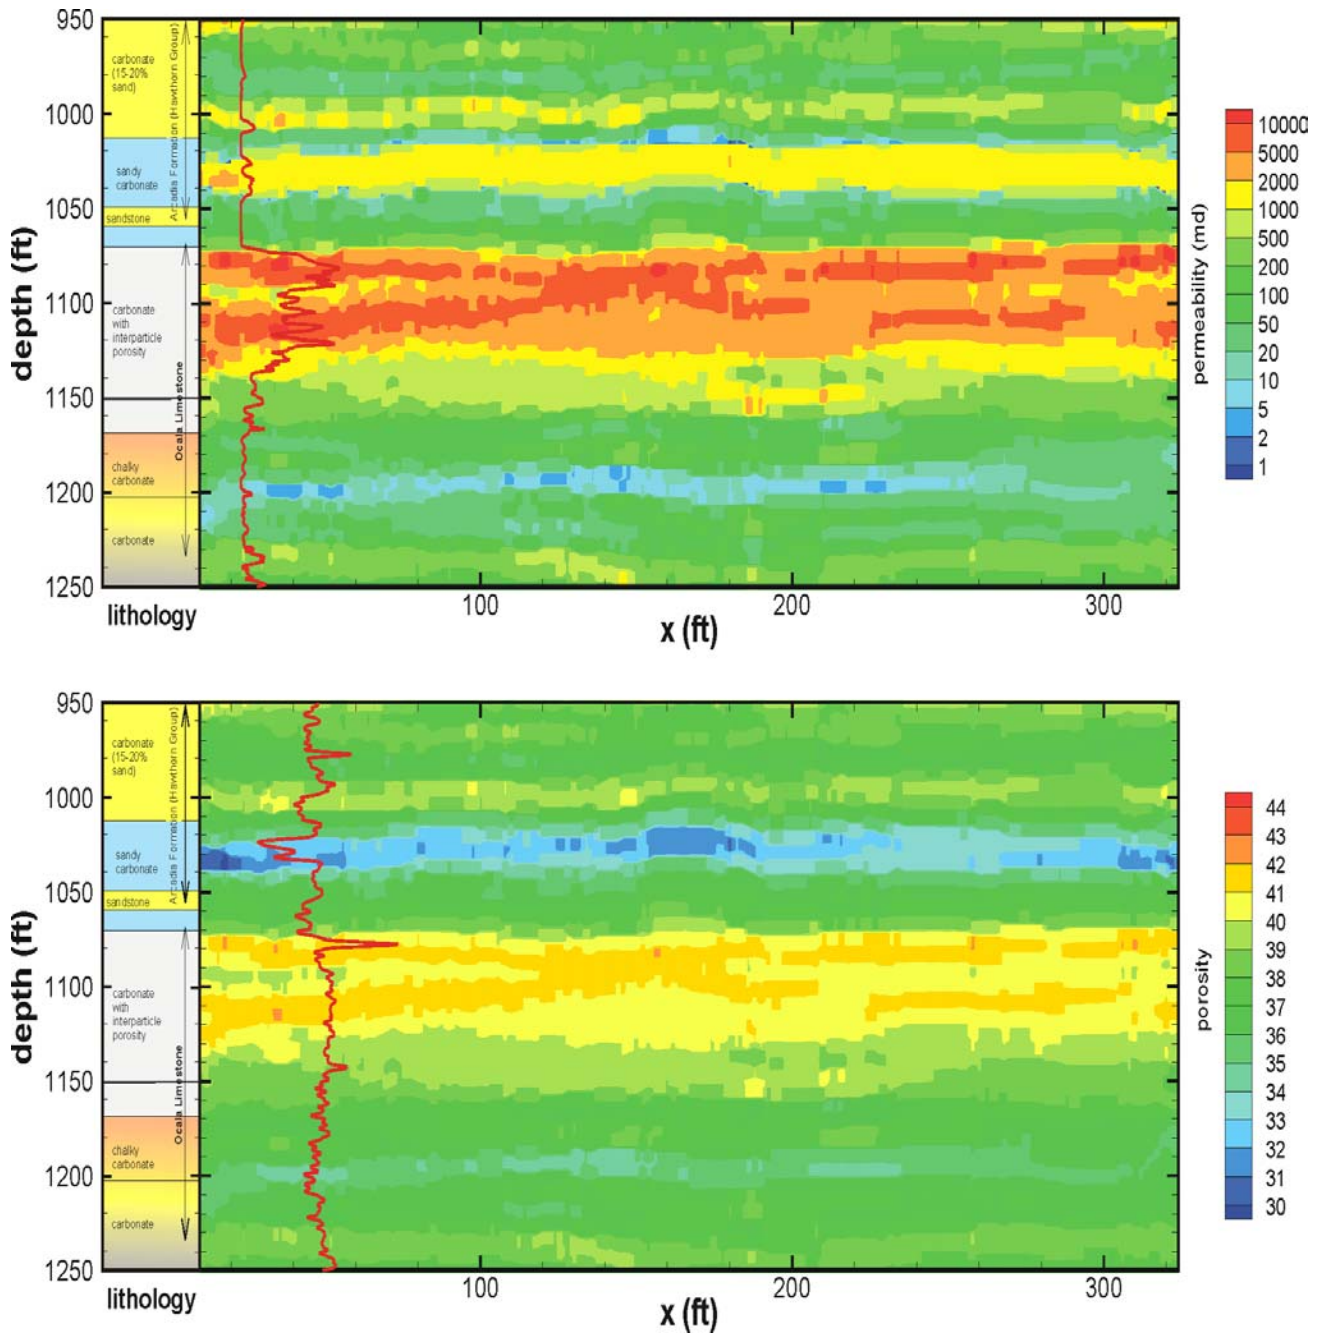 950
1000
1050
1100
1150
1200
1250
depth (ft)
carbonate
(15-20%
sand)
sandy
carbonate
sandstone
carbonate
with
interparticle
porosity
chalky
carbonate
carbonate
Arcadia Formation (Hawthorn Group)
Ocala Limestone
lithology
100
200
300
x (ft)
permeability (md)
10000
5000
2000
1000
500
200
100
50
20
10
5
2
1
950
1000
1050
1100
1150
1200
1250
depth (ft)
carbonate
(15-20%
sand)
sandy
carbonate
sandstone
carbonate
with
interparticle
porosity
chalky
carbonate
carbonate
Arcadia Formation (Hawthorn Group)
Ocala Limestone
lithology
100
200
300
x (ft)
porosity
44
43
42
41
40
39
38
37
36
35
34
33
32
31
30